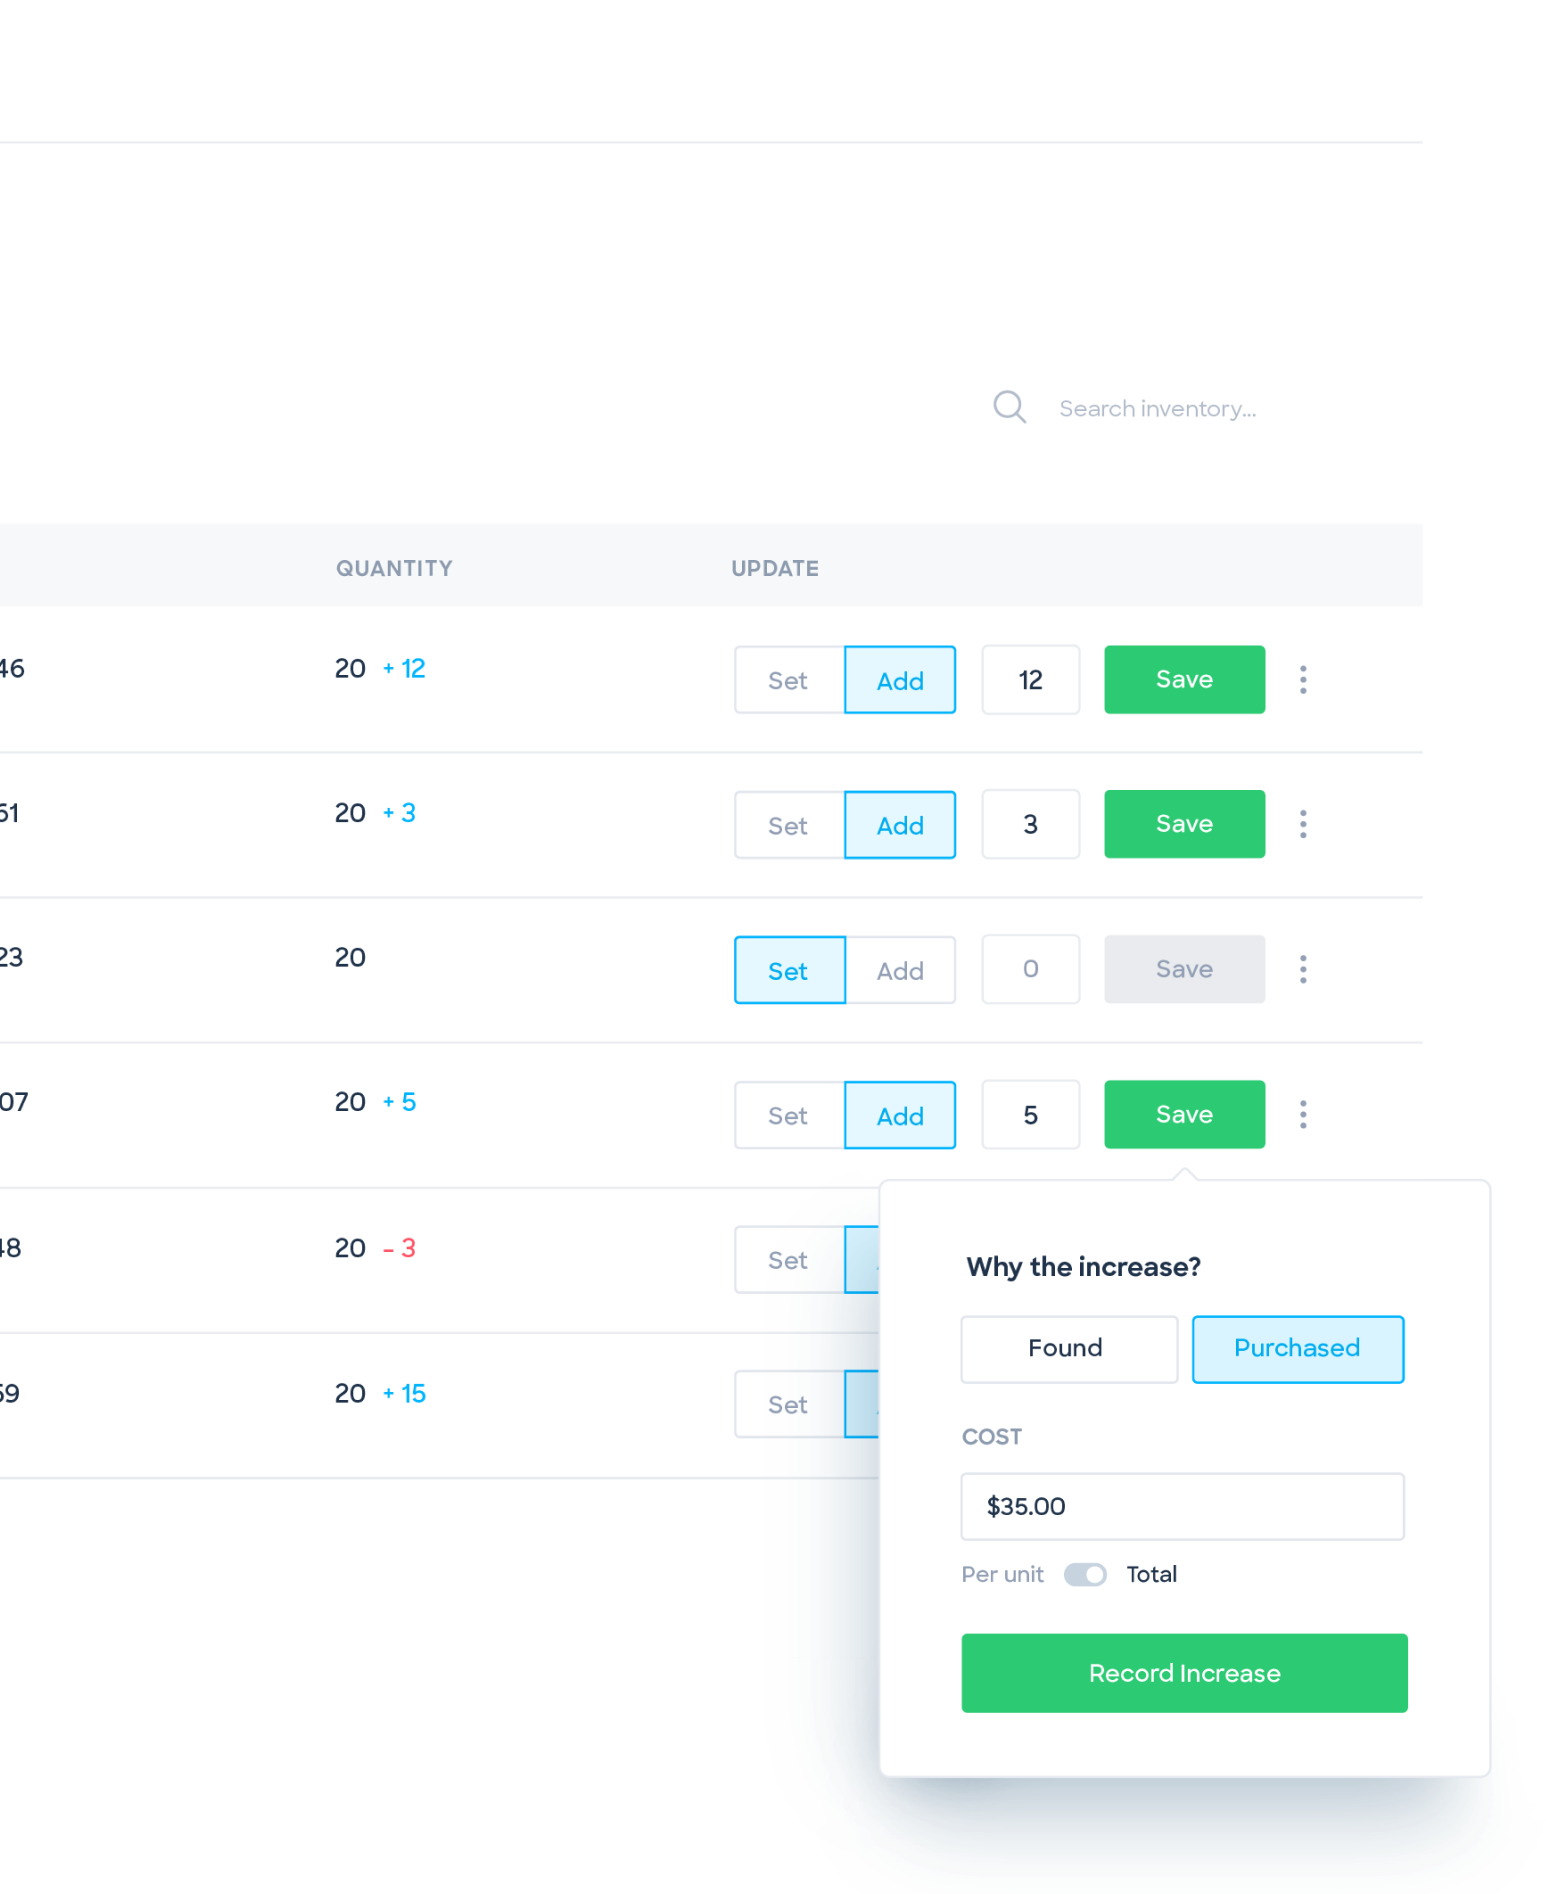 Search inventory...
QUANTITY UPDATE
46 20 + 12 Set Add 12 Save
61 20 + 3 Set Add 3 Save
23 20 Set Add 0 Save
07 20 + 5 Set Add 5 Save
48 20 – 3 Set
59 20 + 15 Set
Why the increase?
Found Purchased
COST
$35.00
Per unit Total
Record Increase